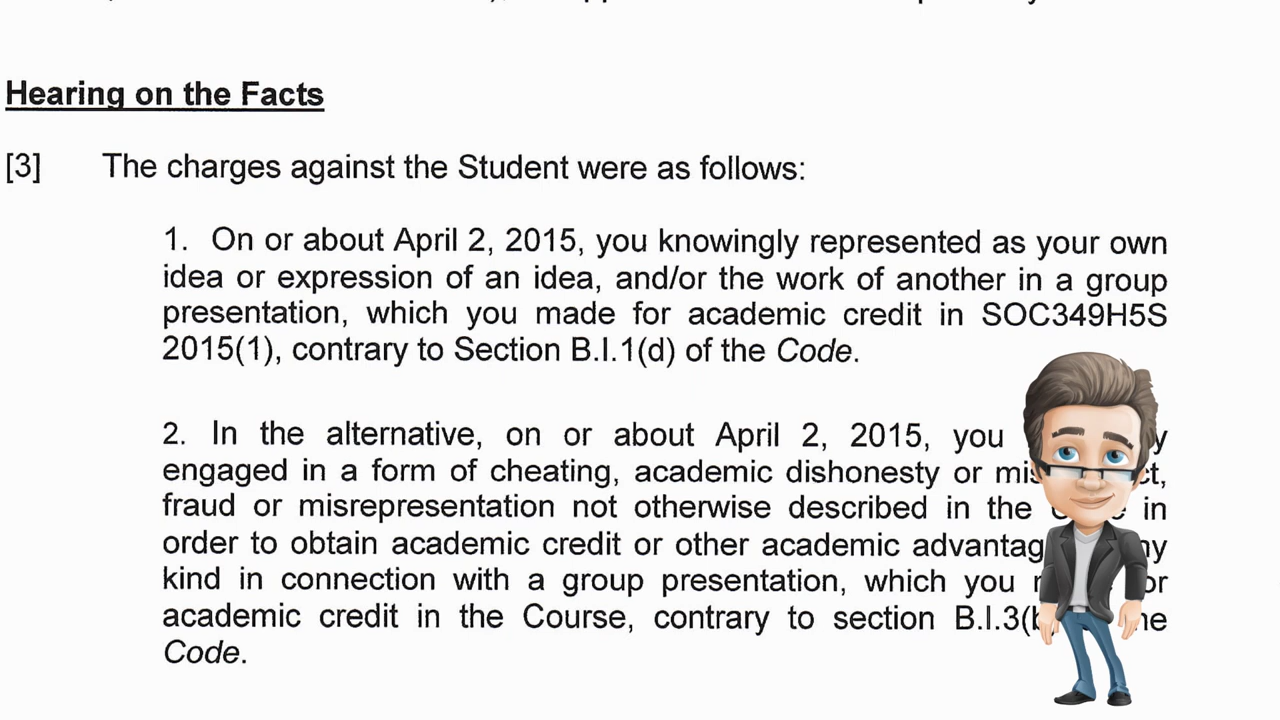 Hearing on the Facts
[3] The charges against the Student were as follows:
1. On or about April 2, 2015, you knowingly represented as your own
idea or expression of an idea, and/or the work of another in a group
presentation, which you made for academic credit in SOC349H5S
2015(1), contrary to Section B.I.1(d) of the Code.
2. In the alternative, on or about April 2, 2015, you
engaged in a form of cheating, academic dishonesty or
fraud or misrepresentation not otherwise described in the in
order to obtain academic credit or other academic
kind in connection with a group presentation, which you
academic credit in the Course, contrary to section
Code.